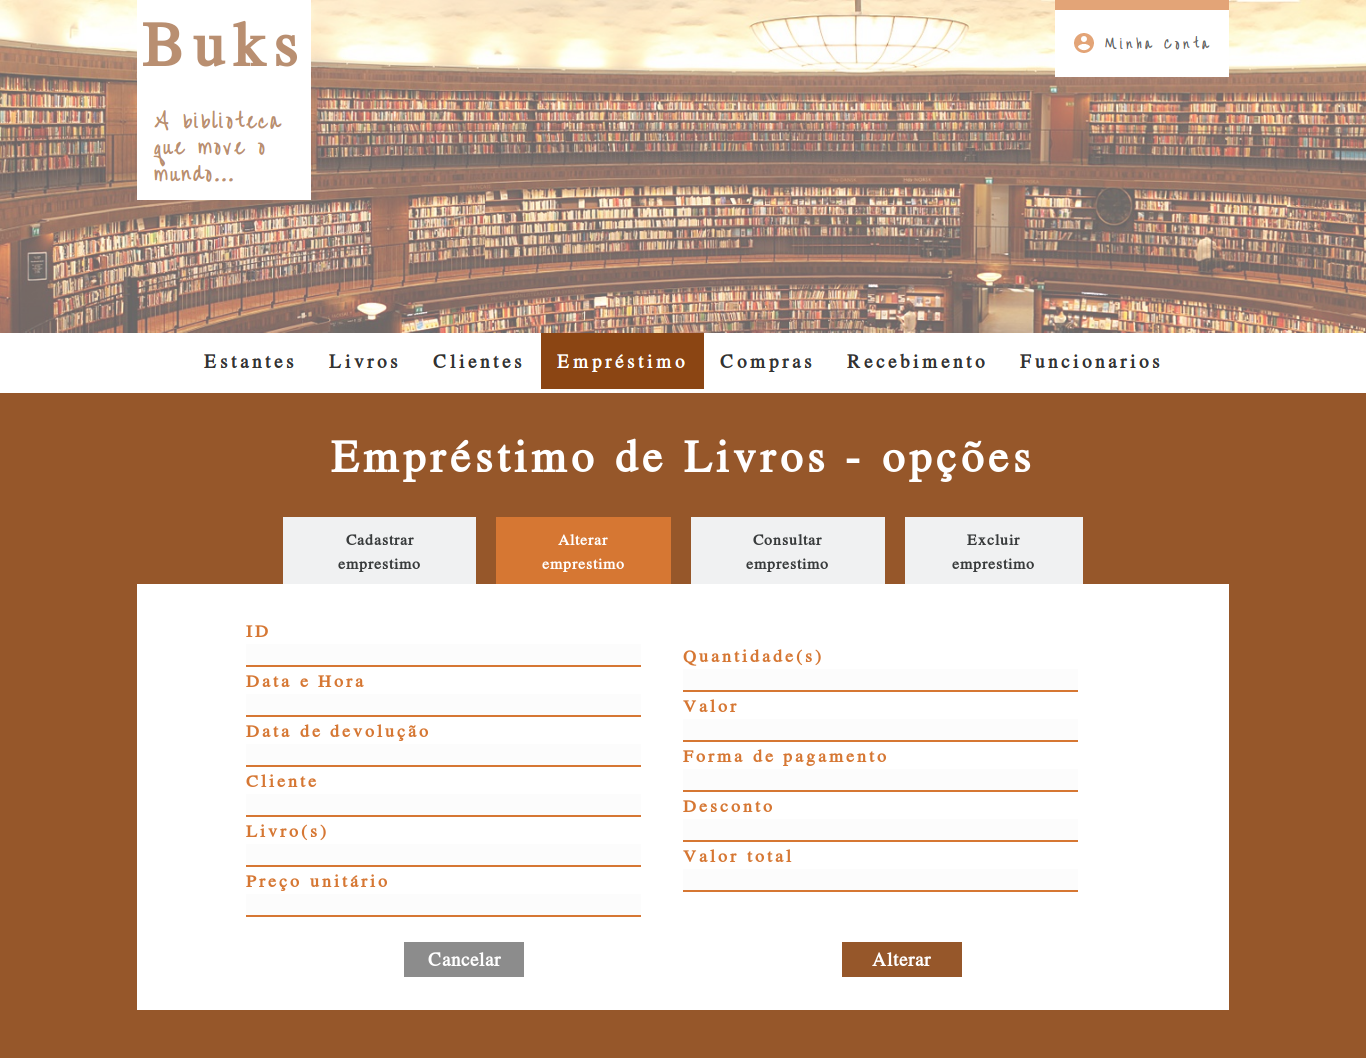 Buks
A biblioteca
que move o
mundo...
Minha conta
Estantes Livros Clientes Empréstimo Compras Recebimento Funcionarios
Empréstimo de Livros - opções
Cadastrar
emprestimo
Alterar
emprestimo
Consultar
emprestimo
Excluir
emprestimo
ID
Data e Hora
Data de devolução
Cliente
Livro(s)
Preço unitário
Quantidade(s)
Valor
Forma de pagamento
Desconto
Valor total
Cancelar
Alterar